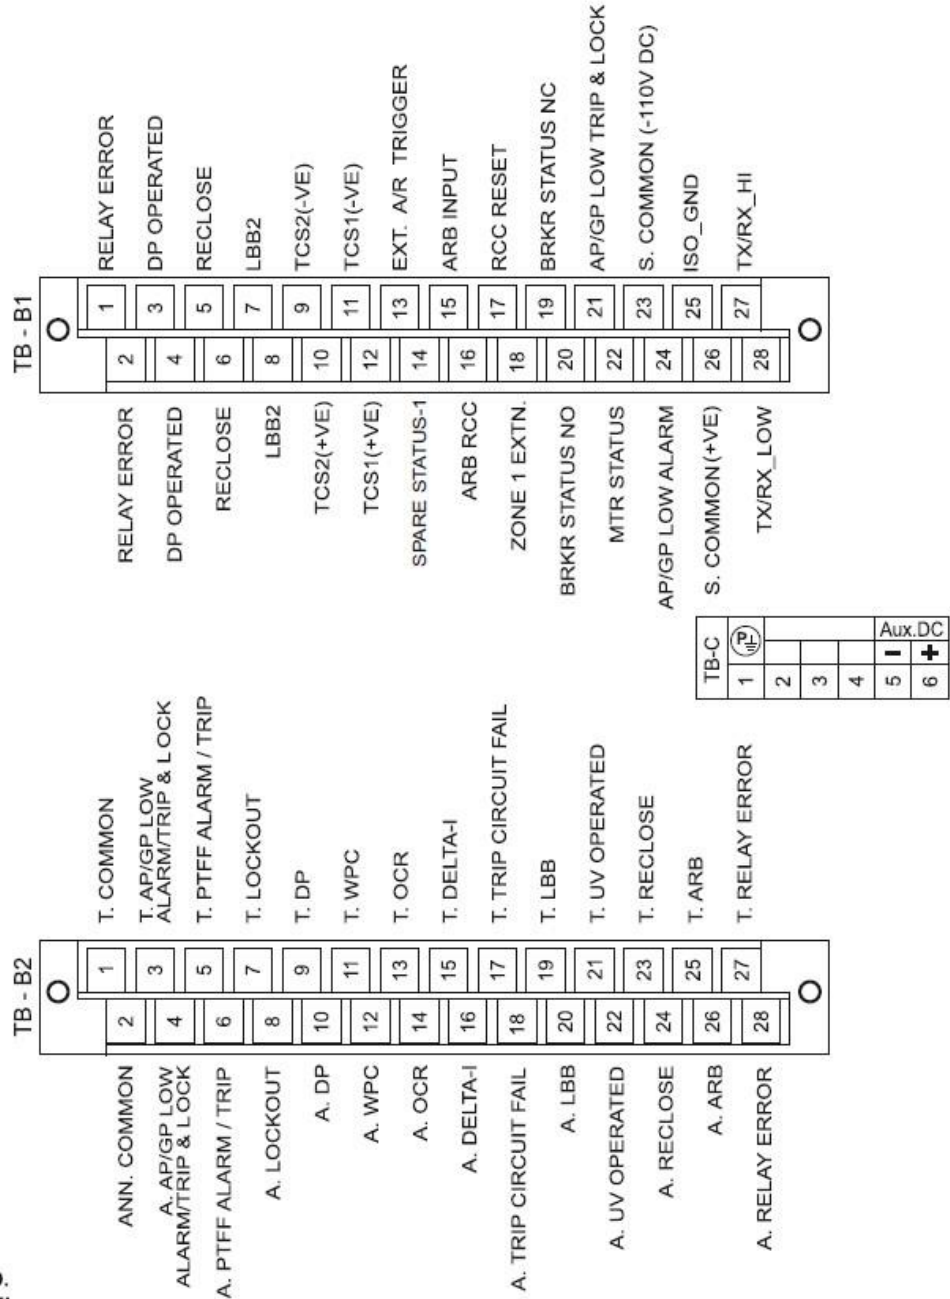 TB - B1
1
RELAY ERROR
3
DP OPERATED
5
RECLOSE
7
LBB2
9
TCS2(-VE)
11
TCS1(-VE)
13
EXT. A/R TRIGGER
15
ARB INPUT
17
RCC RESET
19
BRKR STATUS NC
21
AP/GP LOW TRIP & LOCK
23
S. COMMON (-110V DC)
25
ISO_GND
27
TX/RX_HI
RELAY ERROR
2
DP OPERATED
4
RECLOSE
6
LBB2
8
TCS2(+VE)
10
TCS1(+VE)
12
SPARE STATUS-1
14
ARB RCC
16
ZONE 1 EXTN.
18
BRKR STATUS NO
20
MTR STATUS
22
AP/GP LOW ALARM
24
S. COMMON(+VE)
26
TX/RX_LOW
28
TB-C
1
P
2
3
4
5
-
6
+
Aux.DC
TB - B2
1
T. COMMON
3
T. AP/GP LOW
ALARM/TRIP & LOCK
5
T. PTFF ALARM / TRIP
7
T. LOCKOUT
9
T. DP
11
T. WPC
13
T. OCR
15
T. DELTA-I
17
T. TRIP CIRCUIT FAIL
19
T. LBB
21
T. UV OPERATED
23
T. RECLOSE
25
T. ARB
27
T. RELAY ERROR
ANN. COMMON
2
A. AP/GP LOW
ALARM/TRIP & LOCK
4
A. PTFF ALARM / TRIP
6
A. LOCKOUT
8
A. DP
10
A. WPC
12
A. OCR
14
A. DELTA-I
16
A. TRIP CIRCUIT FAIL
18
A. LBB
20
A. UV OPERATED
22
A. RECLOSE
24
A. ARB
26
A. RELAY ERROR
28